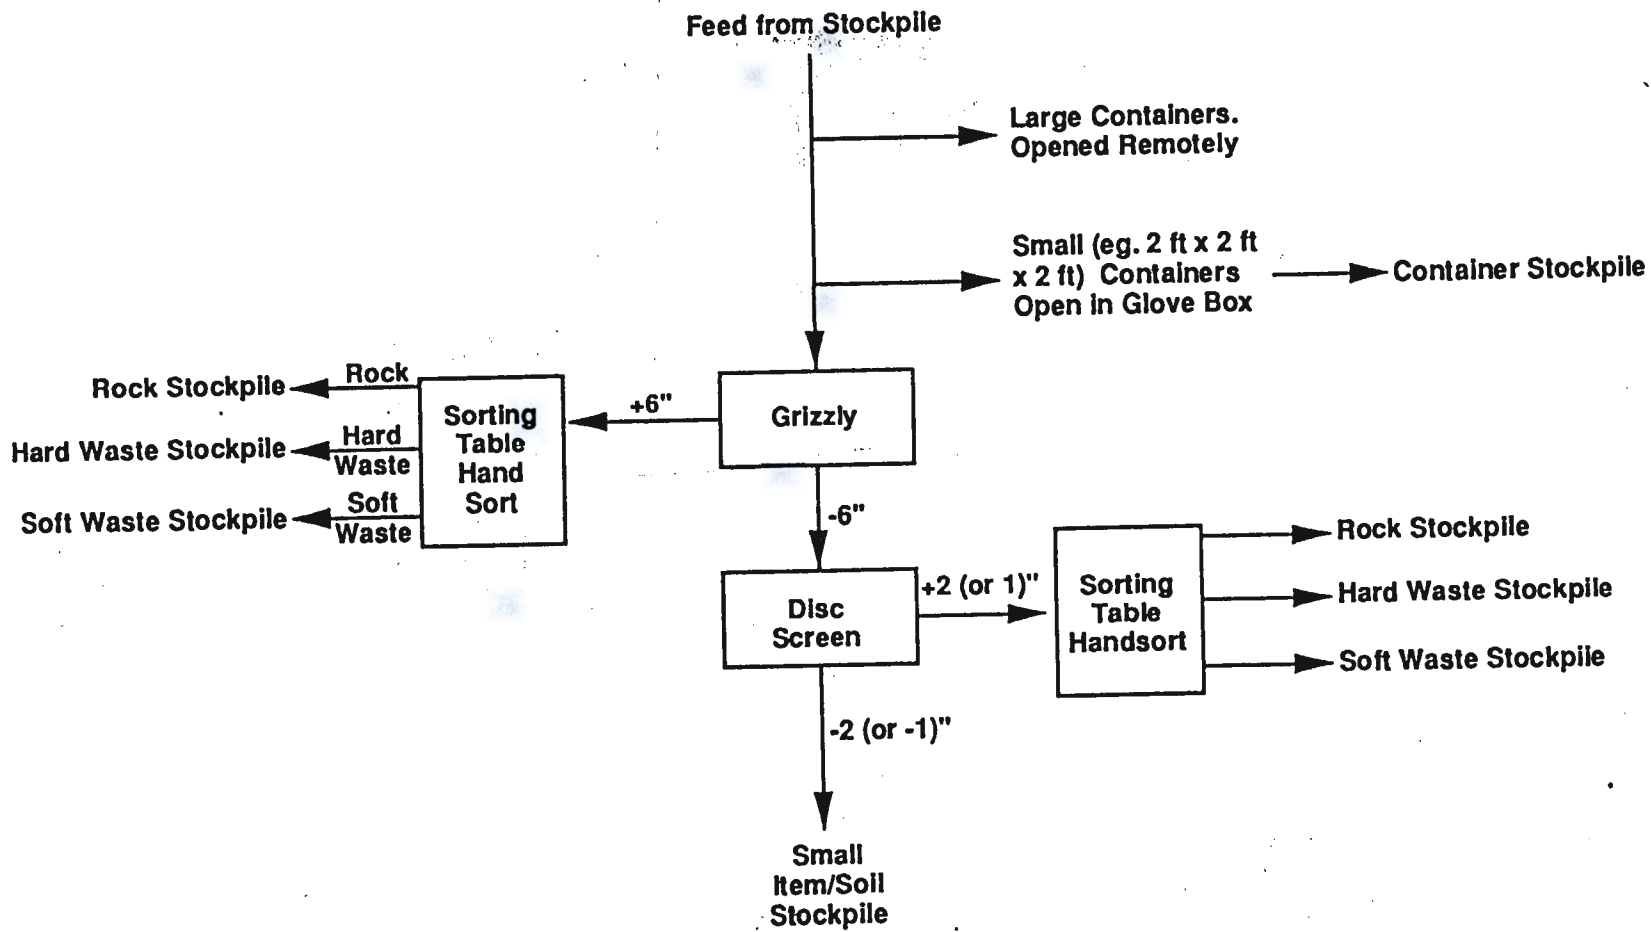 Feed from Stockpile
Large Containers.
Opened Remotely
Small (eg. 2 ft x 2 ft
x 2 ft) Containers
Open in Glove Box
Container Stockpile
Rock Stockpile
Rock
Hard Waste Stockpile
Hard
Waste
Soft Waste Stockpile
Soft
Waste
Sorting
Table
Hand
Sort
+6"
Grizzly
-6"
Disc
Screen
+2 (or 1)"
Sorting
Table
Handsort
Rock Stockpile
Hard Waste Stockpile
Soft Waste Stockpile
-2 (or -1)"
Small
Item/Soil
Stockpile